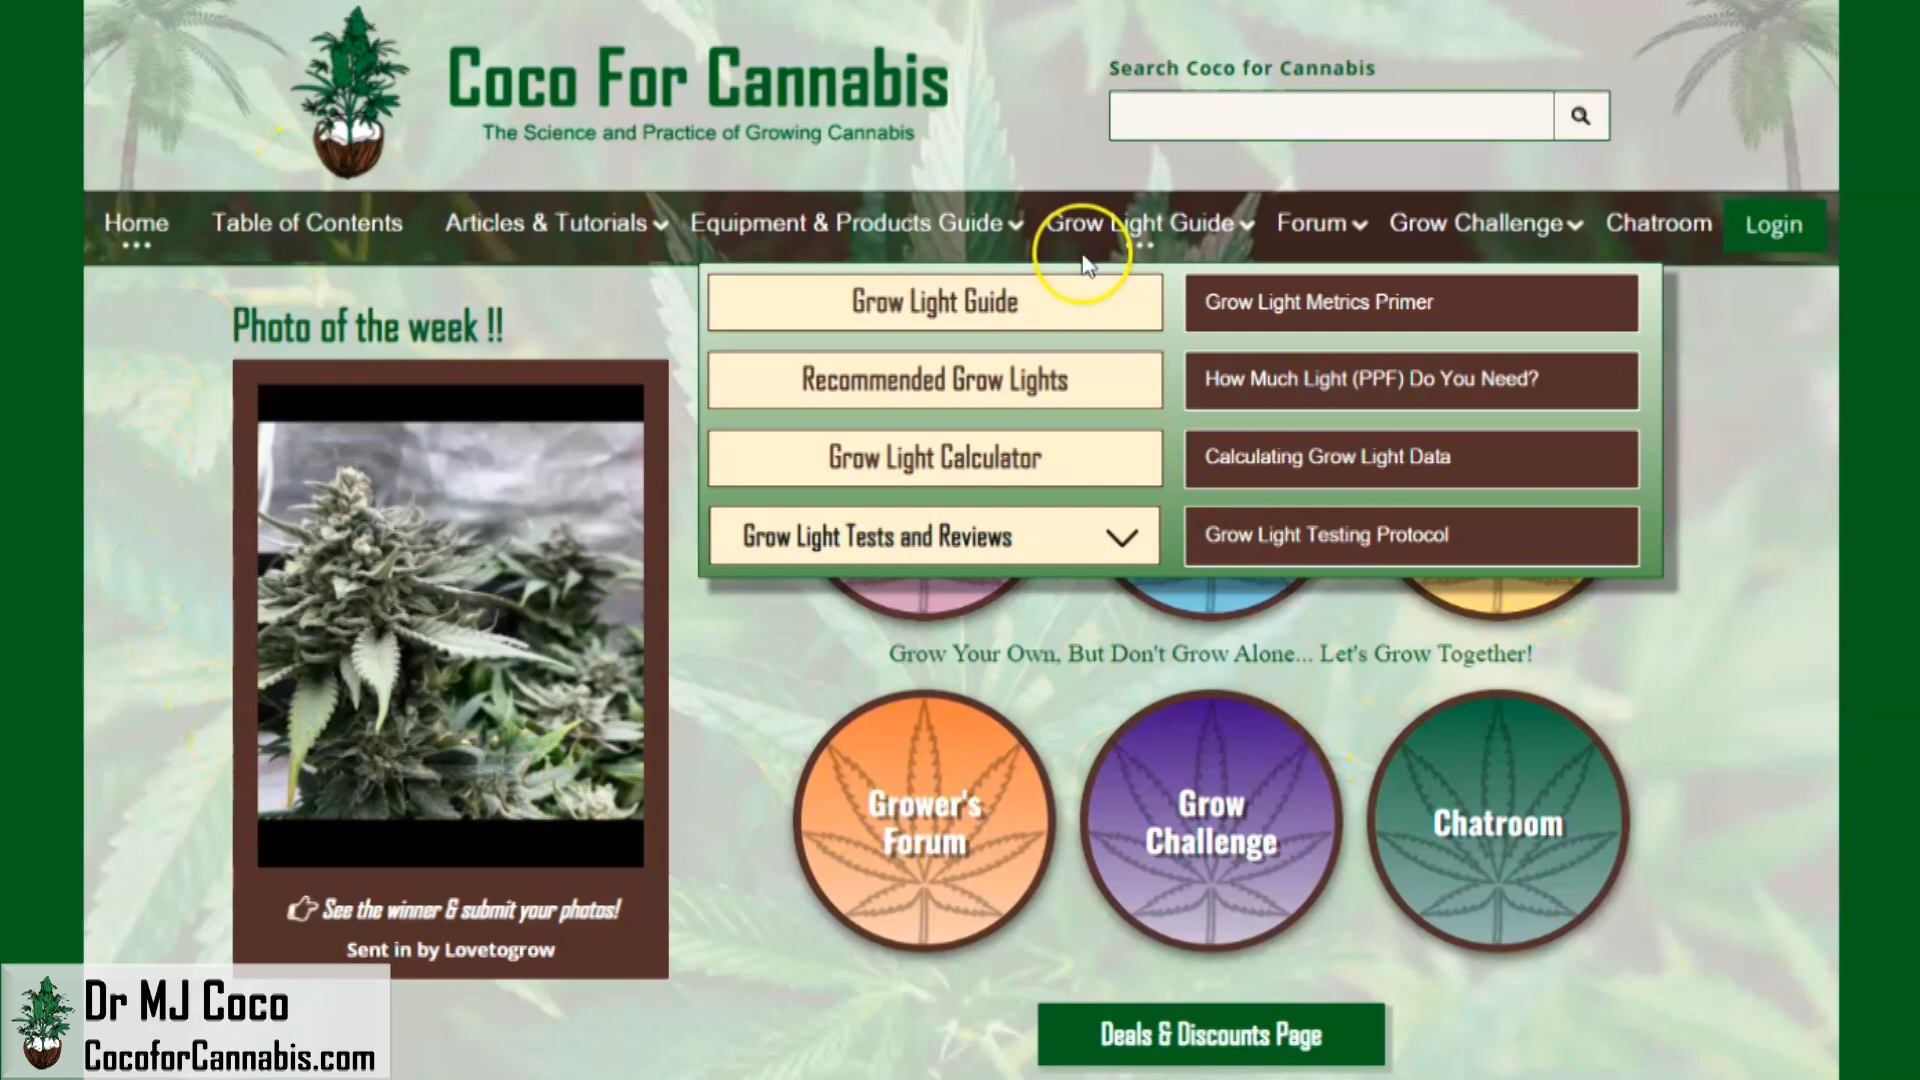 Coco For Cannabis
The Science and Practice of Growing Cannabis
Search Coco for Cannabis
Home
Table of Contents
Articles & Tutorials
Equipment & Products Guide
Grow Light Guide
Forum
Grow Challenge
Chatroom
Login
Grow Light Guide
Grow Light Metrics Primer
Recommended Grow Lights
How Much Light (PPF) Do You Need?
Grow Light Calculator
Calculating Grow Light Data
Grow Light Tests and Reviews
Grow Light Testing Protocol
Photo of the week !!
See the winner & submit your photos!
Sent in by Lovetogrow
Grow Your Own, But Don't Grow Alone... Let's Grow Together!
Grower's
Forum
Grow
Challenge
Chatroom
Deals & Discounts Page
Dr MJ Coco
CocoforCannabis.com